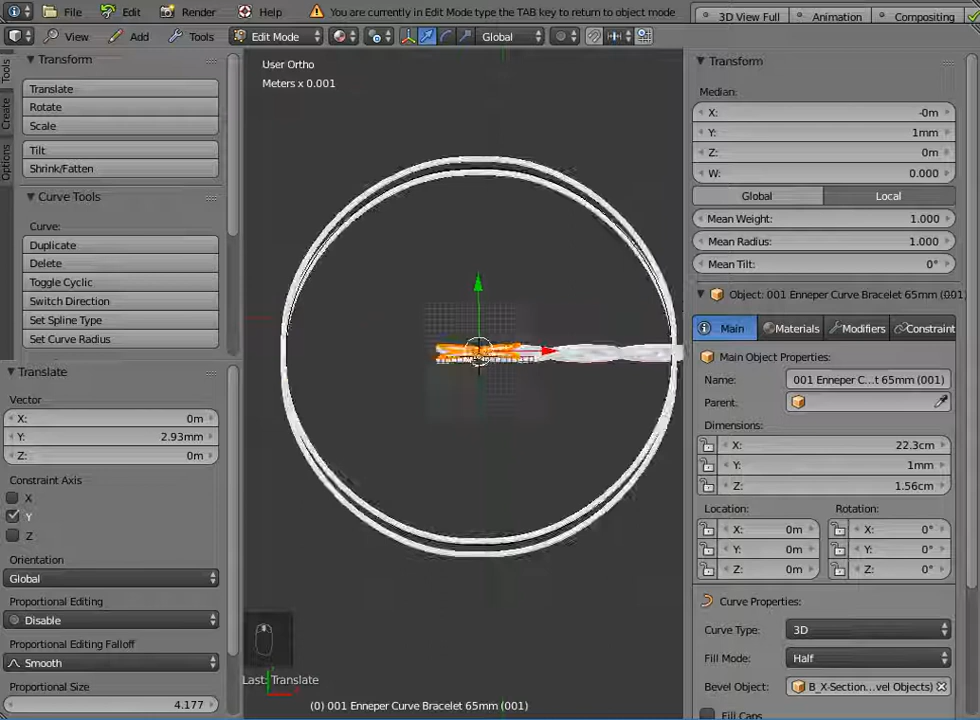 File Edit Render Help You are currently in Edit Mode type the TAB key to return to object mode 3D View Full Animation Compositing
View Add Tools Edit Mode Global
Tools
Create
Options
Transform
Translate
Rotate
Scale
Tilt
Shrink/Fatten
Curve Tools
Curve:
Duplicate
Delete
Toggle Cyclic
Switch Direction
Set Spline Type
Set Curve Radius
Translate
Vector
X: 0m
Y: 2.93mm
Z: 0m
Constraint Axis
X
Y
Z
Orientation
Global
Proportional Editing
Disable
Proportional Editing Falloff
Smooth
Proportional Size
4.177
User Ortho
Meters x 0.001
Last: Translate
(0) 001 Enneper Curve Bracelet 65mm (001)
Transform
Median:
X: -0m
Y: 1mm
Z: 0m
W: 0.000
Global Local
Mean Weight: 1.000
Mean Radius: 1.000
Mean Tilt: 0°
Object: 001 Enneper Curve Bracelet 65mm (001)
Main Materials Modifiers Constraint
Main Object Properties:
Name: 001 Enneper C...t 65mm (001)
Parent:
Dimensions:
X: 22.3cm
Y: 1mm
Z: 1.56cm
Location: Rotation:
X: 0m X: 0°
Y: 0m Y: 0°
Z: 0m Z: 0°
Curve Properties:
Curve Type: 3D
Fill Mode: Half
Bevel Object: B_X-Section...vel Objects)
Fill Caps